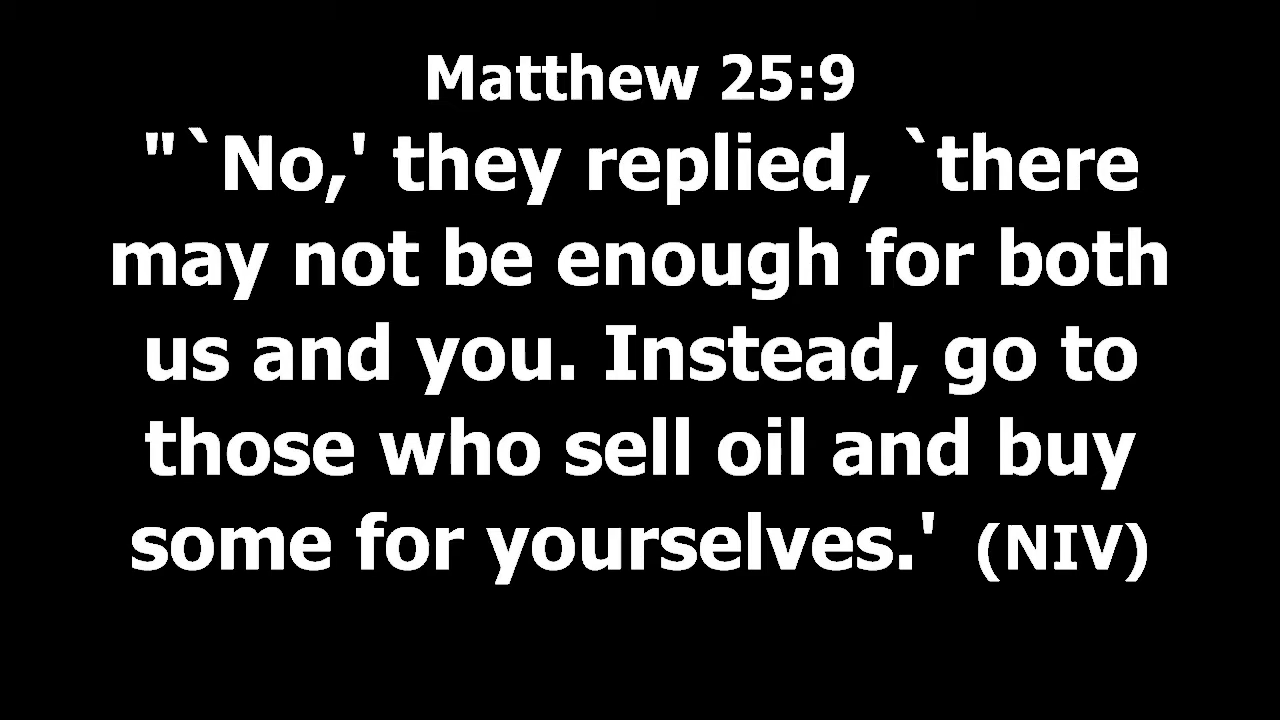 Matthew 25:9
"`No,' they replied, `there
may not be enough for both
us and you. Instead, go to
those who sell oil and buy
some for yourselves.' (NIV)